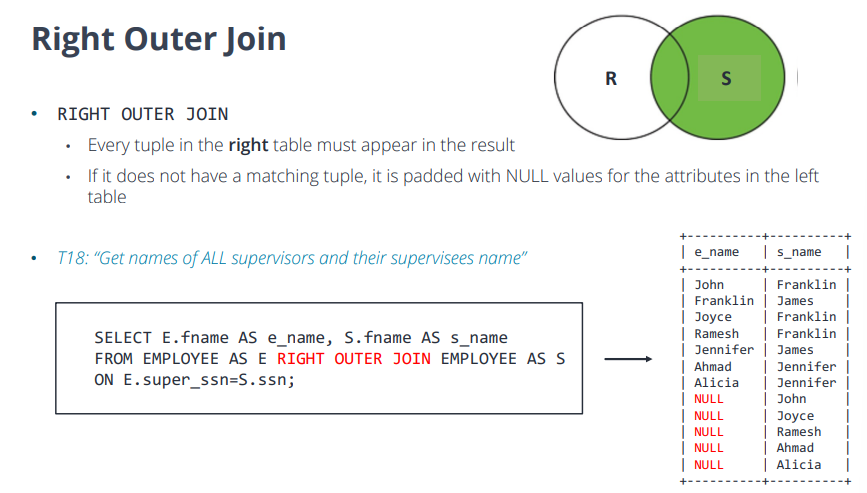 Right Outer Join
R
S
• RIGHT OUTER JOIN
• Every tuple in the right table must appear in the result
• If it does not have a matching tuple, it is padded with NULL values for the attributes in the left
table
• T18: “Get names of ALL supervisors and their supervisees name”
SELECT E.fname AS e_name, S.fname AS s_name
FROM EMPLOYEE AS E RIGHT OUTER JOIN EMPLOYEE AS S
ON E.super_ssn=S.ssn;
+----------+----------+
| e_name | s_name |
+----------+----------+
| John | Franklin |
| Franklin | James |
| Joyce | Franklin |
| Ramesh | Franklin |
| Jennifer | James |
| Ahmad | Jennifer |
| Alicia | Jennifer |
| NULL | John |
| NULL | Joyce |
| NULL | Ramesh |
| NULL | Ahmad |
| NULL | Alicia |
+----------+----------+